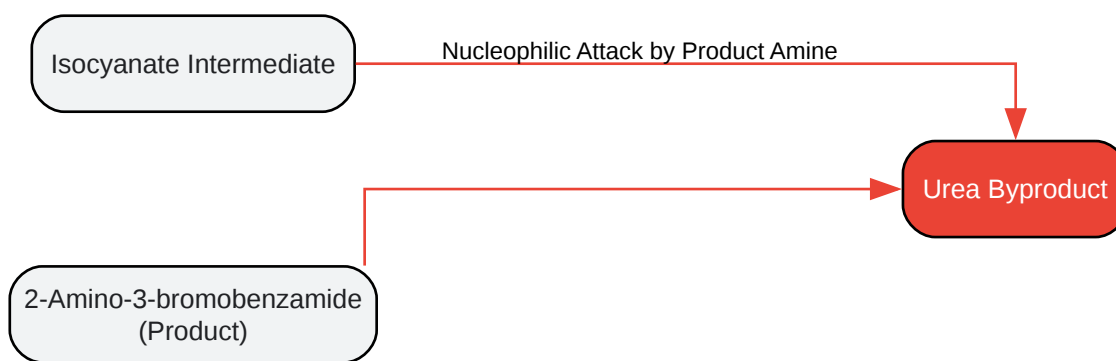 Isocyanate Intermediate
Nucleophilic Attack by Product Amine
Urea Byproduct
2-Amino-3-bromobenzamide
(Product)